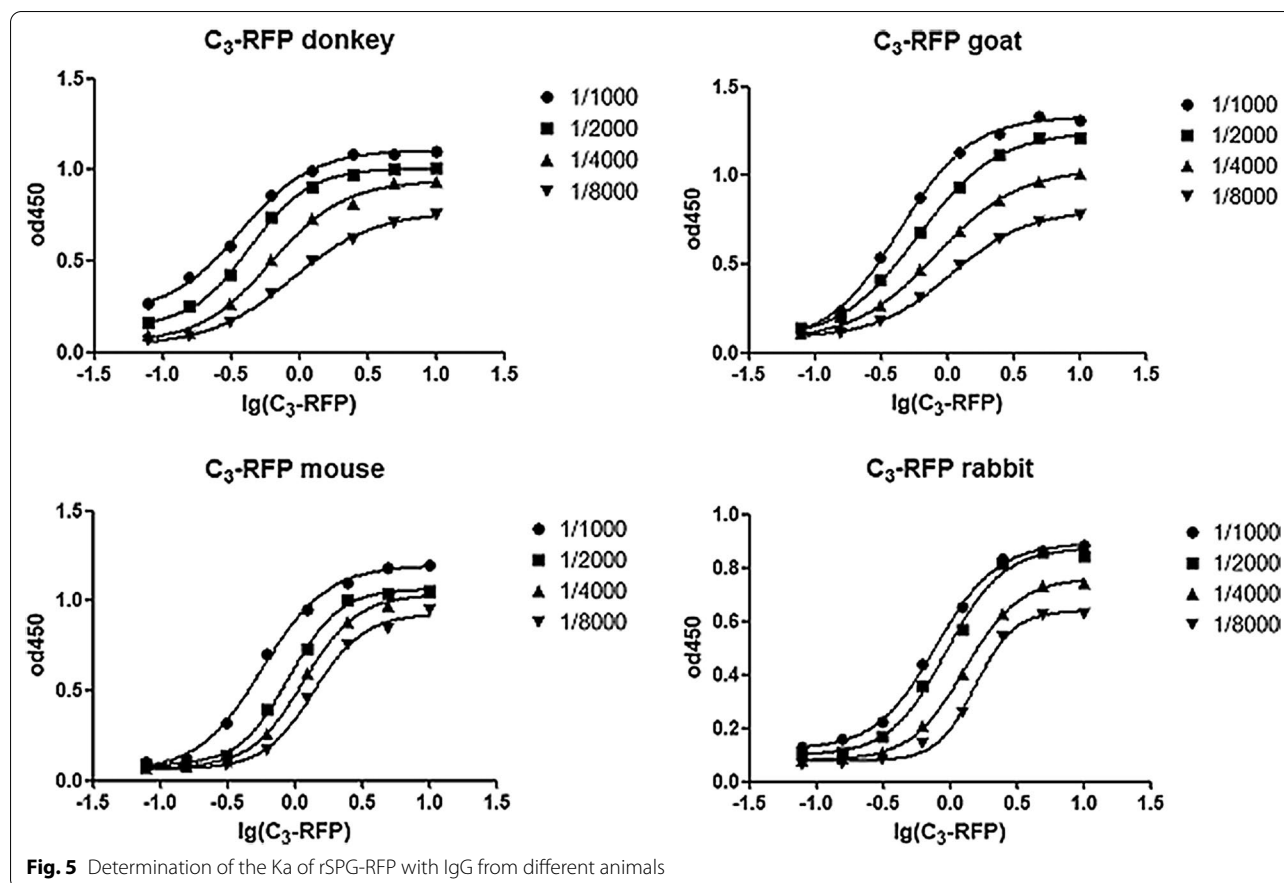 C₃-RFP donkey
1.5
1.0
0.5
0.0
od450
-1.5 -1.0 -0.5 0.0 0.5 1.0 1.5
lg(C₃-RFP)
1/1000
1/2000
1/4000
1/8000
C₃-RFP goat
1.5
1.0
0.5
0.0
od450
-1.5 -1.0 -0.5 0.0 0.5 1.0 1.5
lg(C₃-RFP)
1/1000
1/2000
1/4000
1/8000
C₃-RFP mouse
1.5
1.0
0.5
0.0
od450
-1.5 -1.0 -0.5 0.0 0.5 1.0 1.5
lg(C₃-RFP)
1/1000
1/2000
1/4000
1/8000
C₃-RFP rabbit
1.0
0.8
0.6
0.4
0.2
0.0
od450
-1.5 -1.0 -0.5 0.0 0.5 1.0 1.5
lg(C₃-RFP)
1/1000
1/2000
1/4000
1/8000
Fig. 5 Determination of the Ka of rSPG-RFP with IgG from different animals